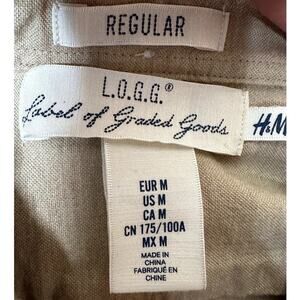 REGULAR
L.O.G.G.®
Label of Graded Goods
H&M
EUR M
US M
CA M
CN 175/100A
MX M
MADE IN
CHINA
FABRIQUÉ EN
CHINE